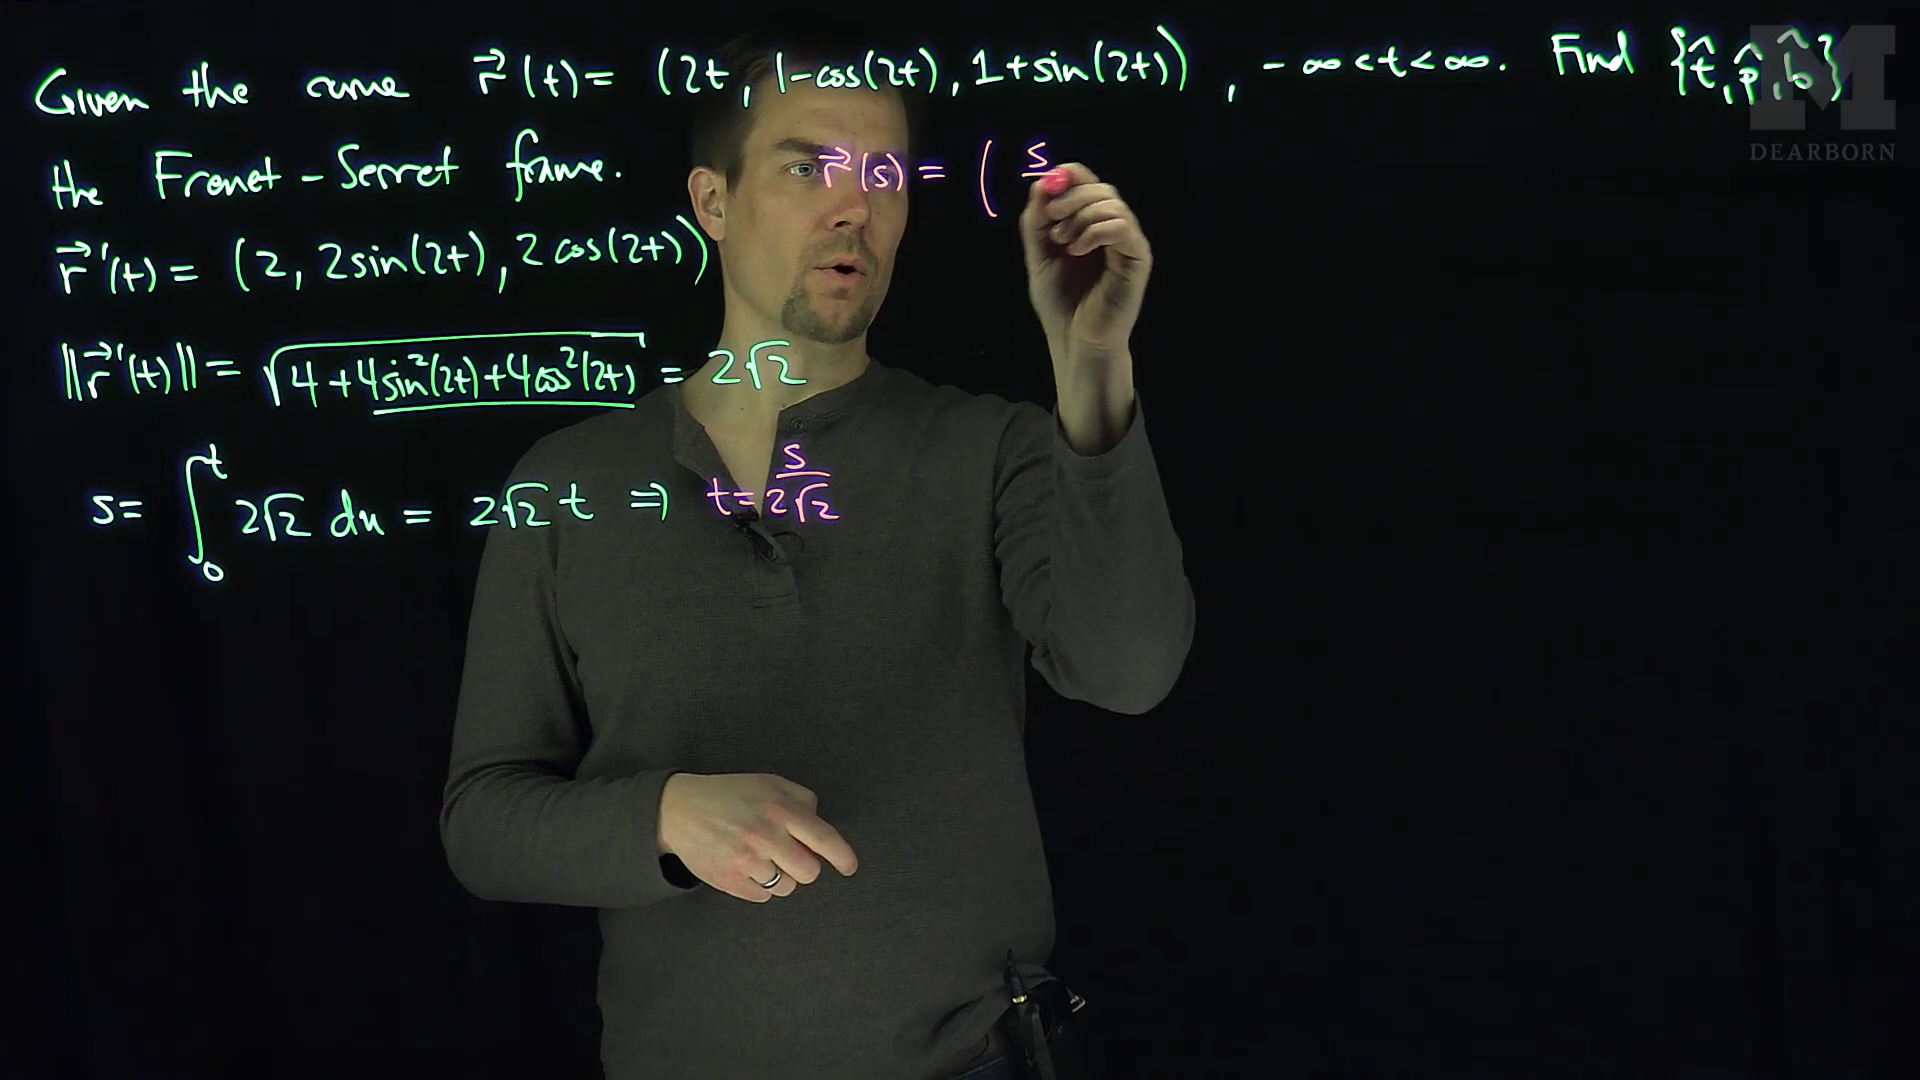 Given the curve r⃗(t) = (2t, 1-cos(2t), 1+sin(2t)), -∞<t<∞. Find {t̂, p̂, b̂}
the Frenet-Serret frame.
r⃗(s) = ( s
r⃗'(t) = (2, 2sin(2t), 2cos(2t))
||r⃗'(t)|| = √(4+4sin²(2t)+4cos²(2t)) = 2√2
s = ∫₀ᵗ 2√2 du = 2√2 t ⇒ t = s/(2√2)
M
DEARBORN